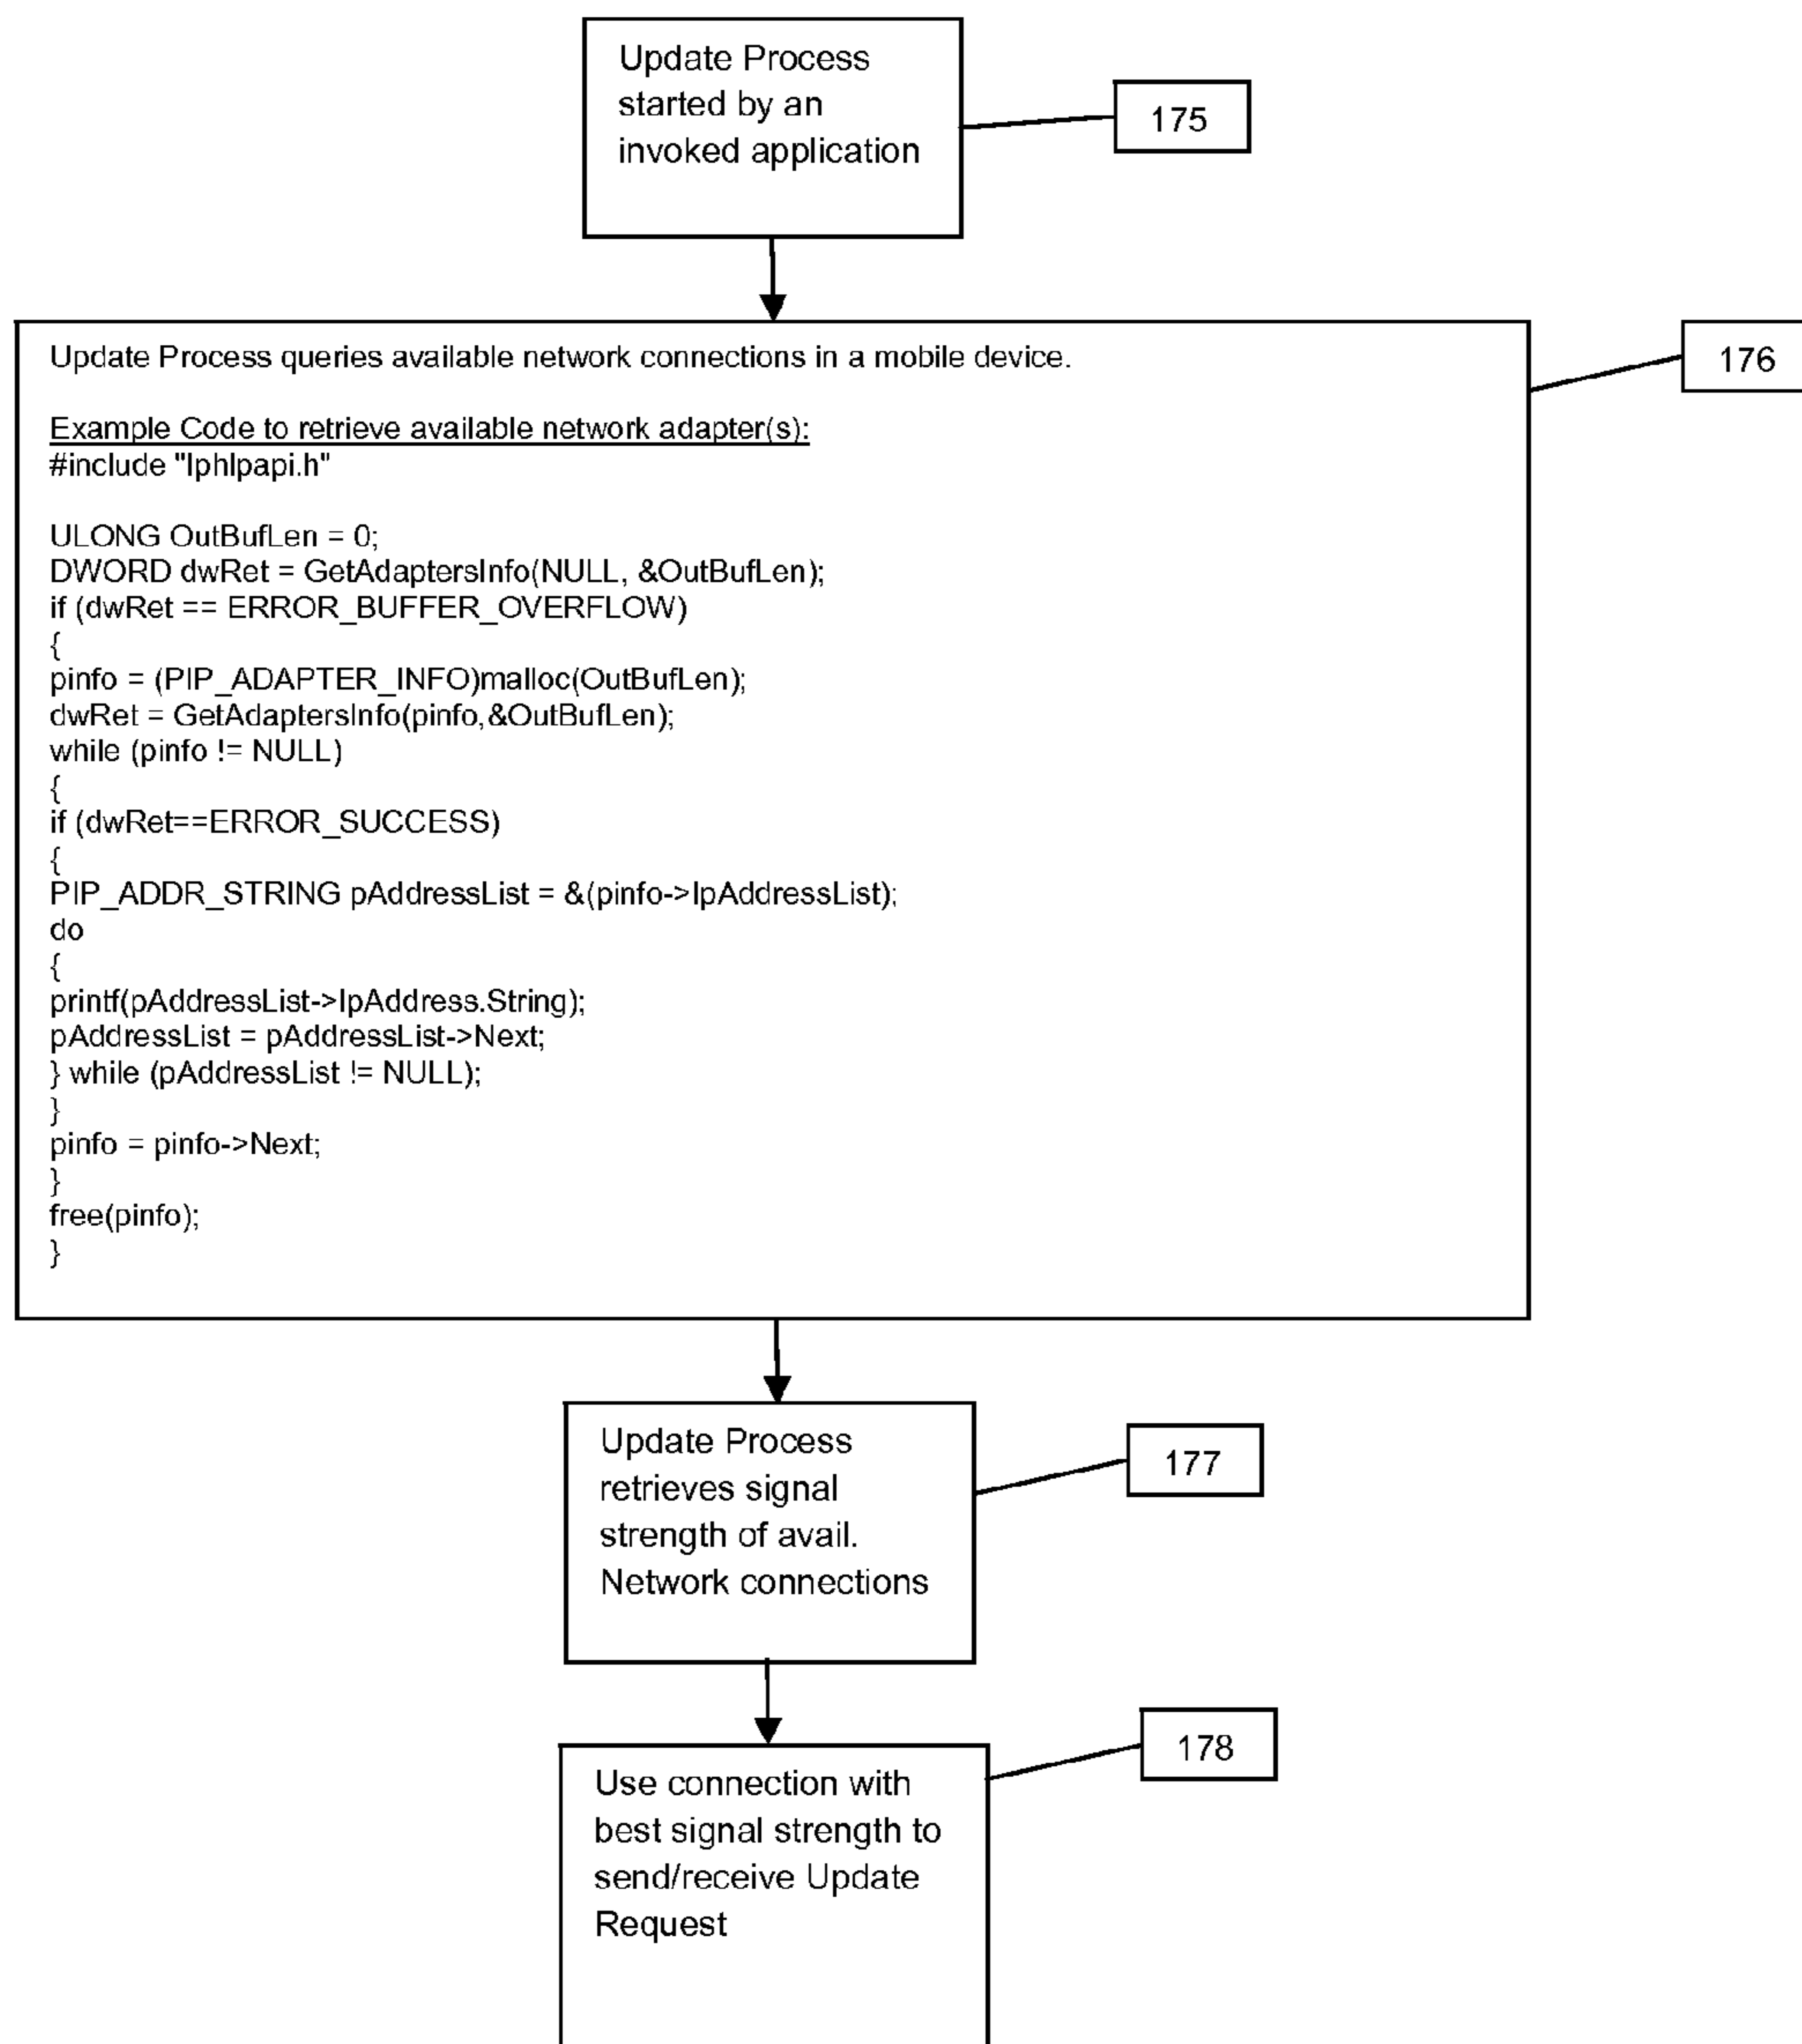 Update Process
started by an
invoked application
175
Update Process queries available network connections in a mobile device.
176
Example Code to retrieve available network adapter(s):
#include "Iphlpapi.h"
ULONG OutBufLen = 0;
DWORD dwRet = GetAdaptersInfo(NULL, &OutBufLen);
if (dwRet == ERROR_BUFFER_OVERFLOW)
{
pinfo = (PIP_ADAPTER_INFO)malloc(OutBufLen);
dwRet = GetAdaptersInfo(pinfo,&OutBufLen);
while (pinfo != NULL)
{
if (dwRet==ERROR_SUCCESS)
{
PIP_ADDR_STRING pAddressList = &(pinfo->IpAddressList);
do
{
printf(pAddressList->IpAddress.String);
pAddressList = pAddressList->Next;
} while (pAddressList != NULL);
}
pinfo = pinfo->Next;
}
free(pinfo);
}
Update Process
retrieves signal
strength of avail.
Network connections
177
Use connection with
best signal strength to
send/receive Update
Request
178